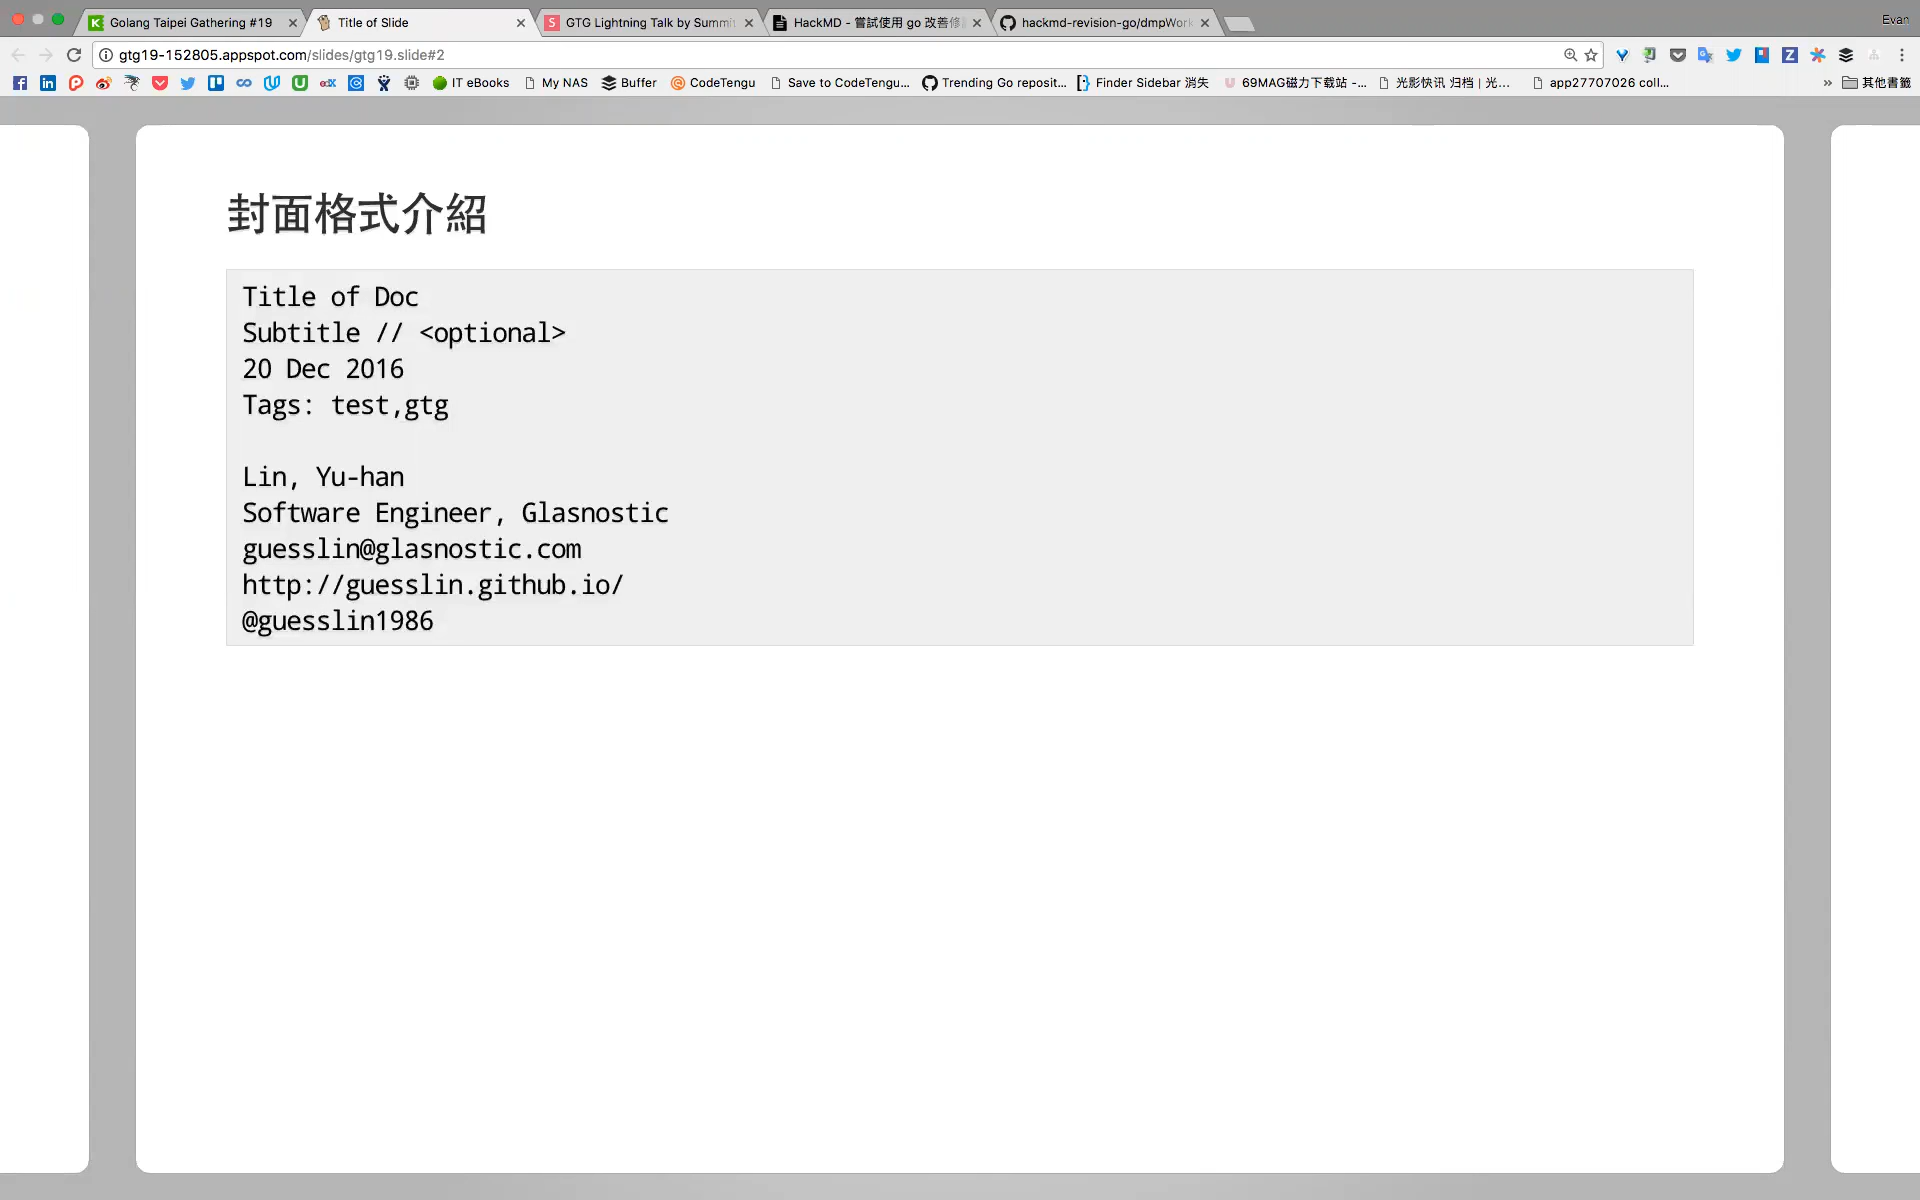 Golang Taipei Gathering #19
Title of Slide
GTG Lightning Talk by Summit
HackMD - 嘗試使用 go 改善修
hackmd-revision-go/dmpWork
Evan
gtg19-152805.appspot.com/slides/gtg19.slide#2
IT eBooks
My NAS
Buffer
CodeTengu
Save to CodeTengu...
Trending Go reposit...
Finder Sidebar 消失
69MAG磁力下载站 -...
光影快讯 归档 | 光...
app27707026 coll...
»
其他書籤
封面格式介紹
Title of Doc
Subtitle // <optional>
20 Dec 2016
Tags: test,gtg
Lin, Yu-han
Software Engineer, Glasnostic
guesslin@glasnostic.com
http://guesslin.github.io/
@guesslin1986